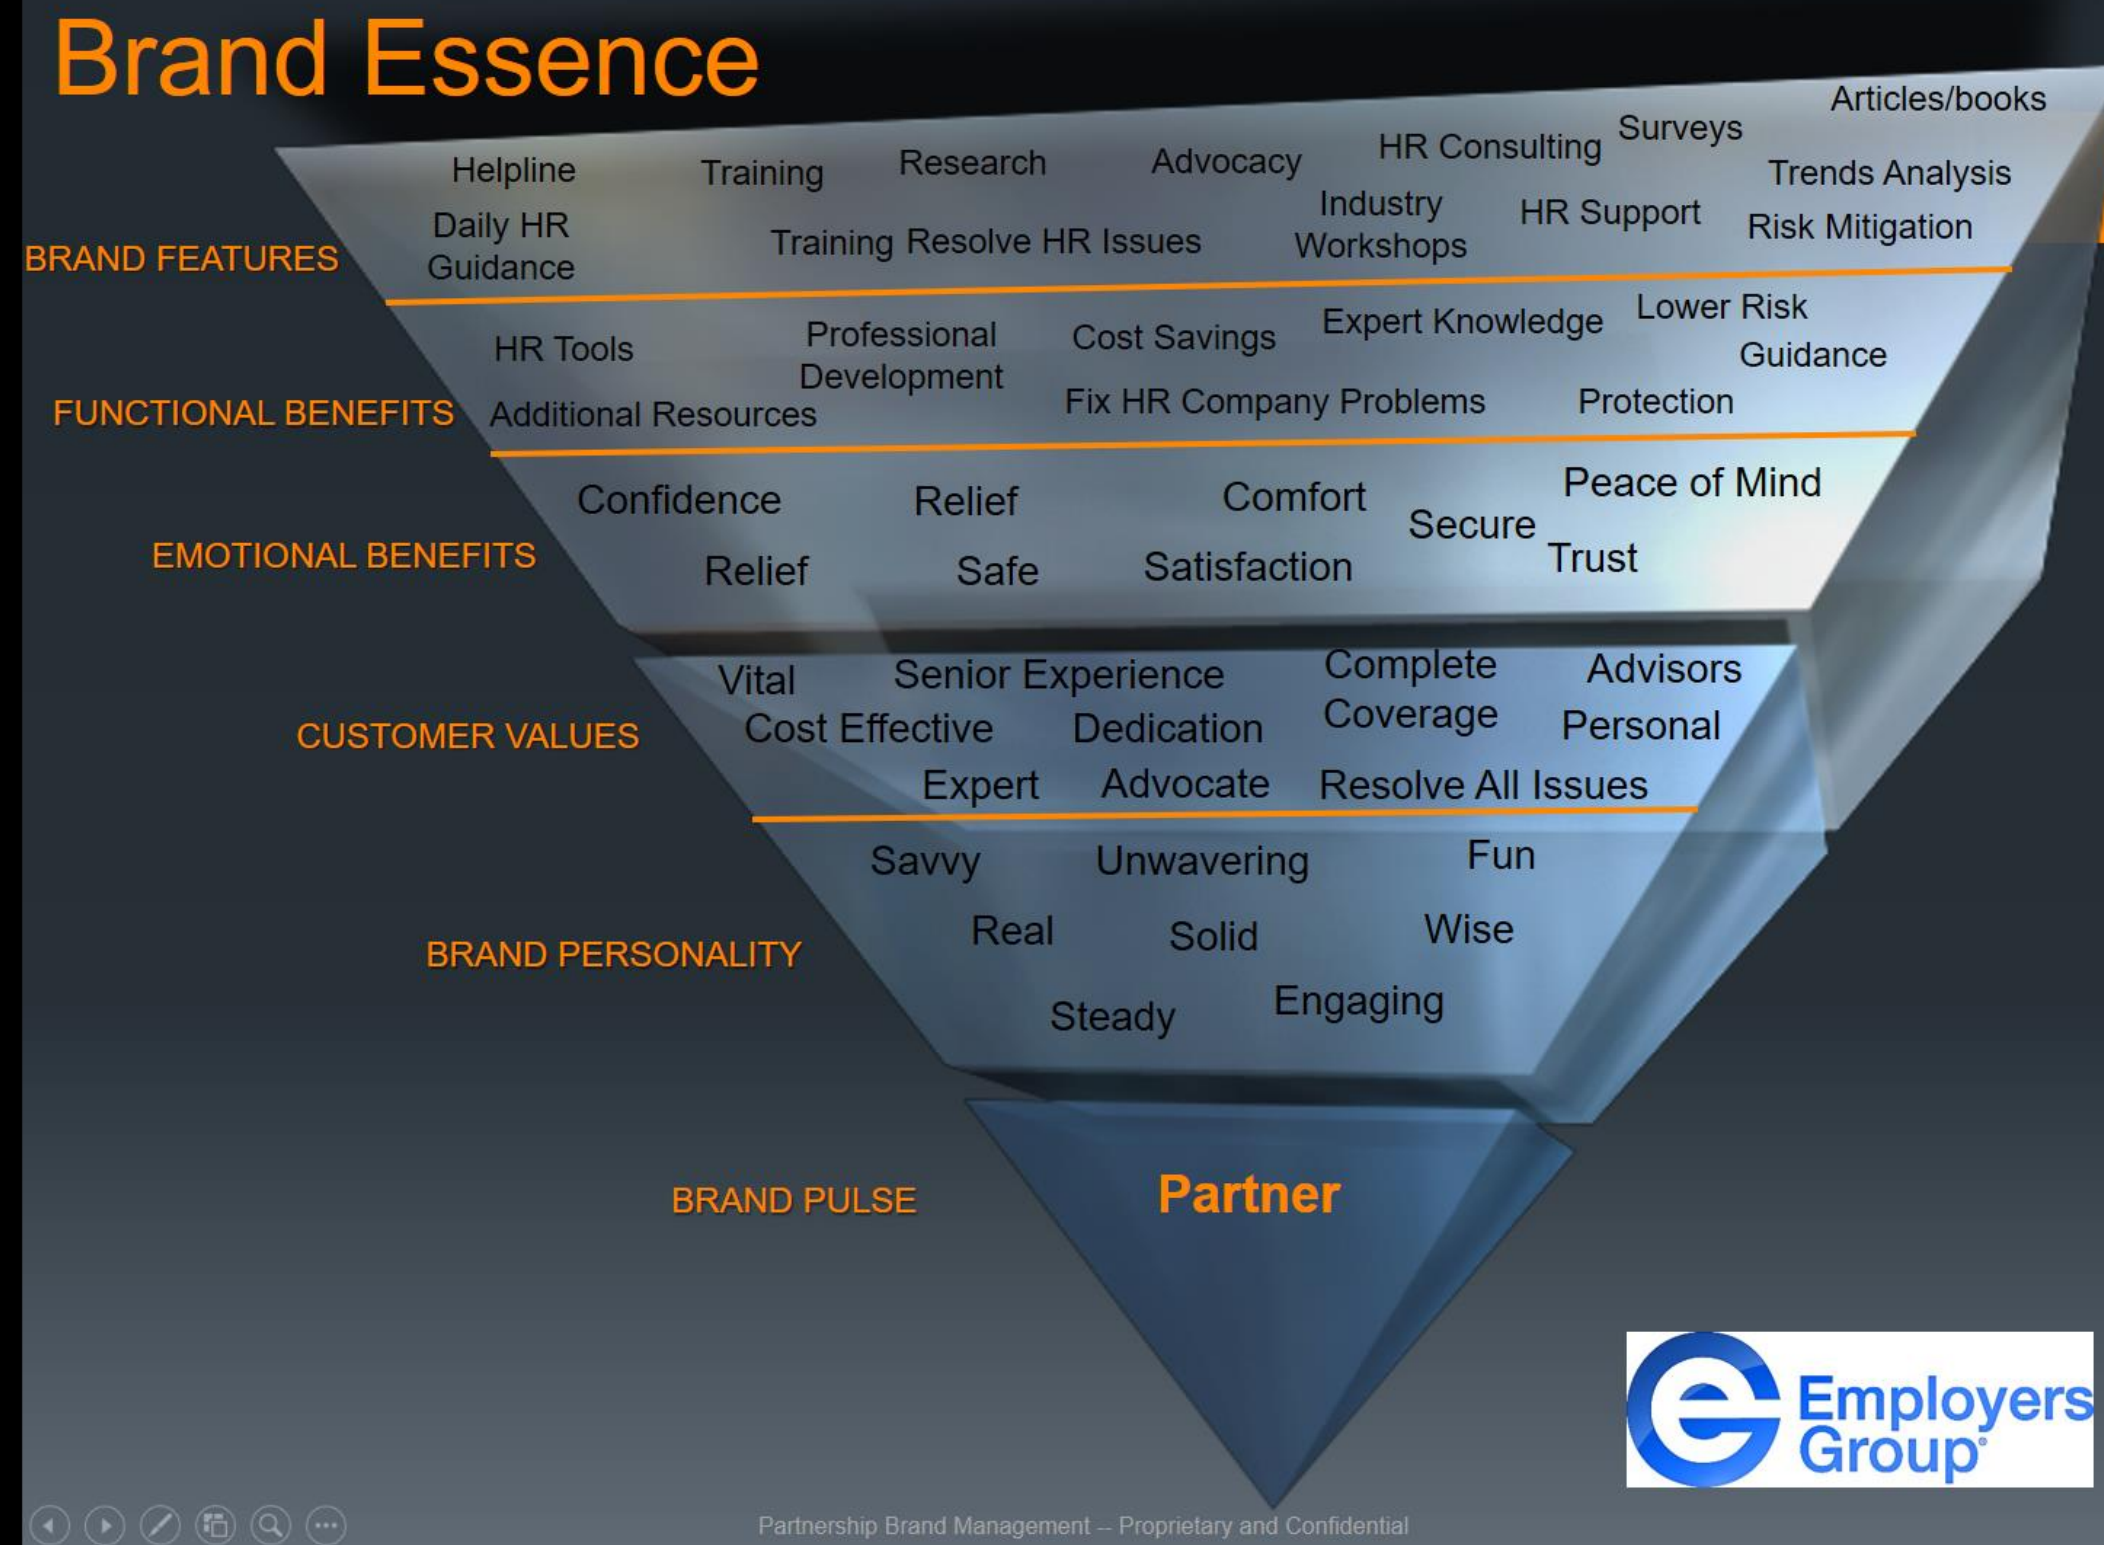 Brand Essence
Articles/books
Helpline Training Research Advocacy HR Consulting Surveys
Trends Analysis
Daily HR
Guidance
Training Resolve HR Issues
Industry
Workshops
HR Support Risk Mitigation
BRAND FEATURES
HR Tools
Professional
Development
Cost Savings Expert Knowledge Lower Risk
Guidance
FUNCTIONAL BENEFITS
Additional Resources Fix HR Company Problems Protection
Confidence Relief Comfort Secure Peace of Mind
EMOTIONAL BENEFITS
Relief Safe Satisfaction Trust
Vital Senior Experience
Complete
Coverage
Advisors
CUSTOMER VALUES
Cost Effective Dedication Personal
Expert Advocate Resolve All Issues
Savvy Unwavering Fun
BRAND PERSONALITY
Real Solid Wise
Steady Engaging
BRAND PULSE
Partner
Employers
Group®
Partnership Brand Management -- Proprietary and Confidential